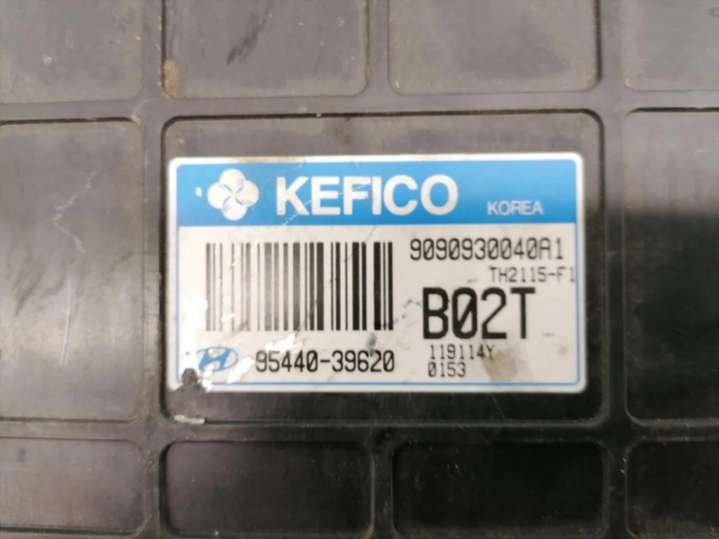 KEFICO KOREA
9090930040A1
TH2115-F1
B02T
95440-39620
119114Y
0153